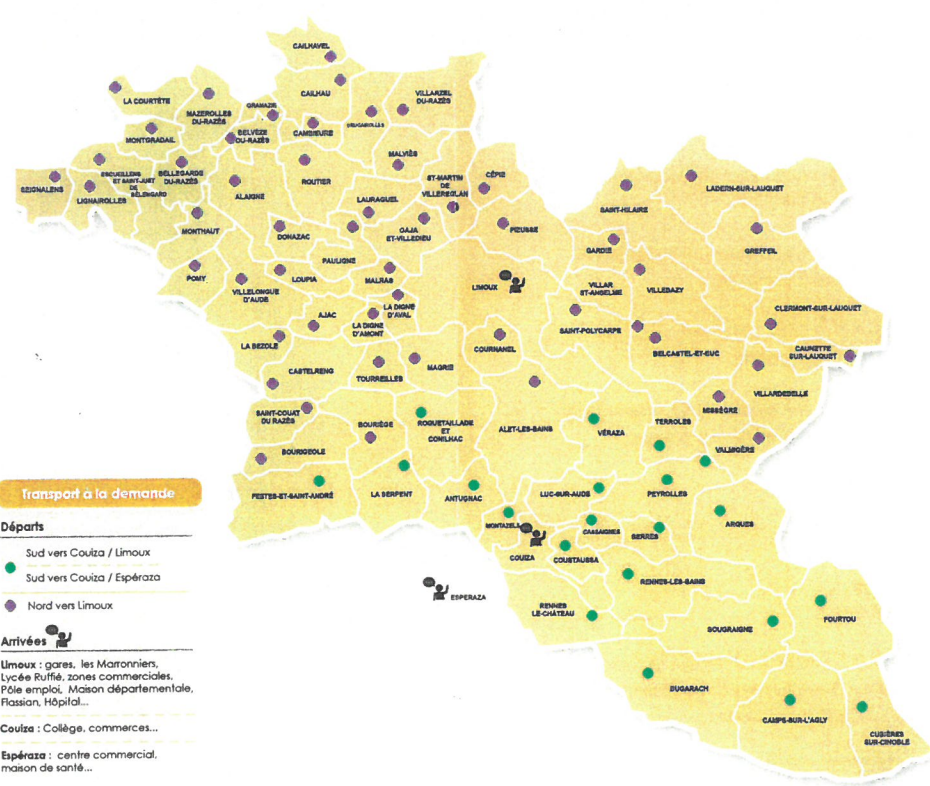 CAILHAVEL
LA COURTÈTE
CAILHAU
VILLARZEL
DU-RAZÈS
MAZEROLLES
DU-RAZÈS
GRAMAZIE
BELVÈZE
DU-RAZÈS
CAMBIEURE
BRUGAIROLLES
MONTGRADAIL
MALVIÈS
ESCUEILLENS
ET SAINT-JUST
DE
BÉLENGARD
BELLEGARDE
DU-RAZÈS
SEIGNALENS
LIGNAIROLLES
ALAIGNE
ROUTIER
ST-MARTIN
DE
VILLEREGLAN
CÉPIE
LAURAGUEL
LADERN-SUR-LAUQUET
SAINT-HILAIRE
MONTHAUT
DONAZAC
GAJA
ET-VILLEDIEU
PIEUSSE
GARDIE
GREFFEIL
PAULIGNE
POMY
LOUPIA
MALRAS
VILLELONGUE
D'AUDE
LIMOUX
VILLAR
ST-ANSELME
VILLEBAZY
LA DIGNE
D'AVAL
AJAC
LA DIGNE
D'AMONT
CLERMONT-SUR-LAUQUET
SAINT-POLYCARPE
LA BEZOLE
COURNANEL
BELCASTEL-ET-BUC
CAUNETTE
SUR-LAUQUET
CASTELRENG
TOURREILLES
MAGRIE
VILLARDEBELLE
SAINT-COUAT
DU RAZÈS
BOURIÈGE
ROQUETAILLADE
ET
CONILHAC
ALET-LES-BAINS
VÉRAZA
TERROLES
MISSÈGRE
VALMIGÈRE
BOURIGEOLE
FESTES-ET-SAINT-ANDRÉ
LA SERPENT
ANTUGNAC
LUC-SUR-AUDE
PEYROLLES
ARQUES
MONTAZELS
CASSAIGNES
SERRES
COUIZA
COUSTAUSSA
RENNES-LES-BAINS
ESPERAZA
RENNES
LE-CHÂTEAU
SOUGRAIGNE
FOURTOU
BUGARACH
CAMPS-SUR-L'AGLY
CUBIÈRES
SUR-CINOBLE
Transport à la demande
Départs
Sud vers Couiza / Limoux
Sud vers Couiza / Espéraza
Nord vers Limoux
Arrivées
Limoux : gares, les Marronniers,
Lycée Ruffié, zones commerciales,
Pôle emploi, Maison départementale,
Flassian, Hôpital...
Couiza : Collège, commerces...
Espéraza : centre commercial,
maison de santé...